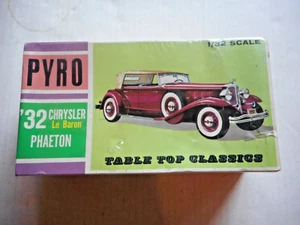 1/32 SCALE
PYRO
'32 CHRYSLER
Le Baron
PHAETON
TABLE TOP CLASSICS